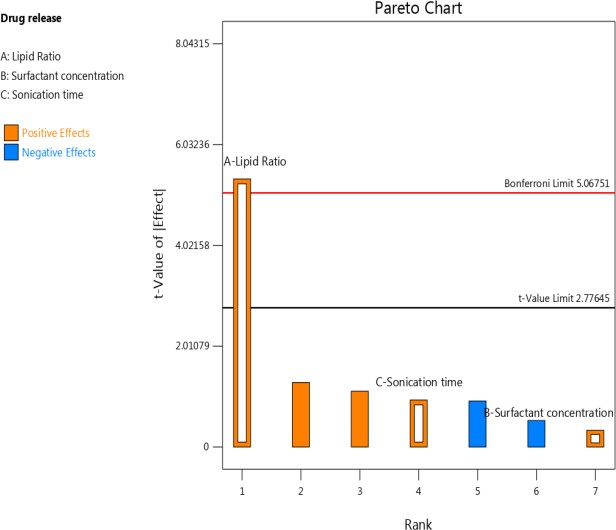 Pareto Chart
Drug release
A: Lipid Ratio
B: Surfactant concentration
C: Sonication time
Positive Effects
Negative Effects
t-Value of |Effect|
8.04315
6.03236
4.02158
2.01079
0
A-Lipid Ratio
Bonferroni Limit 5.06751
t-Value Limit 2.77645
C-Sonication time
B-Surfactant concentration
1 2 3 4 5 6 7
Rank